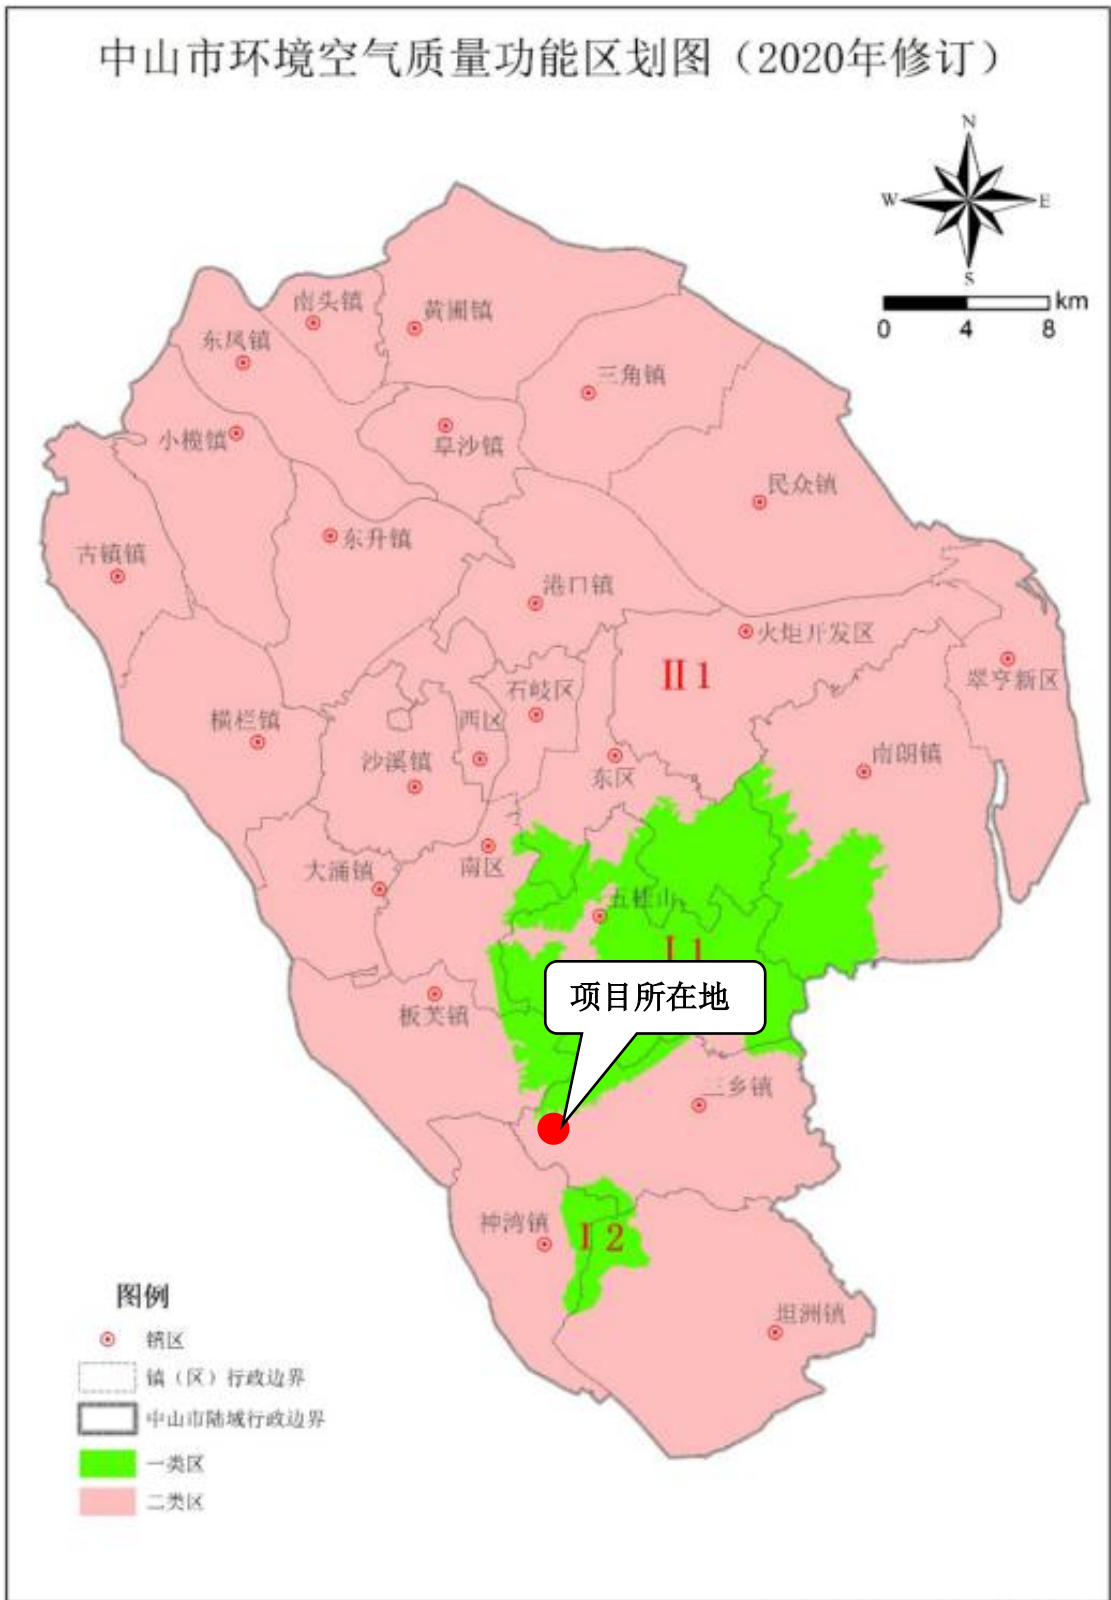 中山市环境空气质量功能区划图（2020年修订）
N
W
E
S
km
0
4
8
南头镇
黄圃镇
东凤镇
三角镇
小榄镇
阜沙镇
民众镇
东升镇
古镇镇
港口镇
火炬开发区
II 1
翠亨新区
石岐区
横栏镇
西区
沙溪镇
东区
南朗镇
大涌镇
南区
五桂山
I 1
项目所在地
板芙镇
三乡镇
神湾镇
I 2
坦洲镇
图例
镇区
镇（区）行政边界
中山市陆域行政边界
一类区
二类区